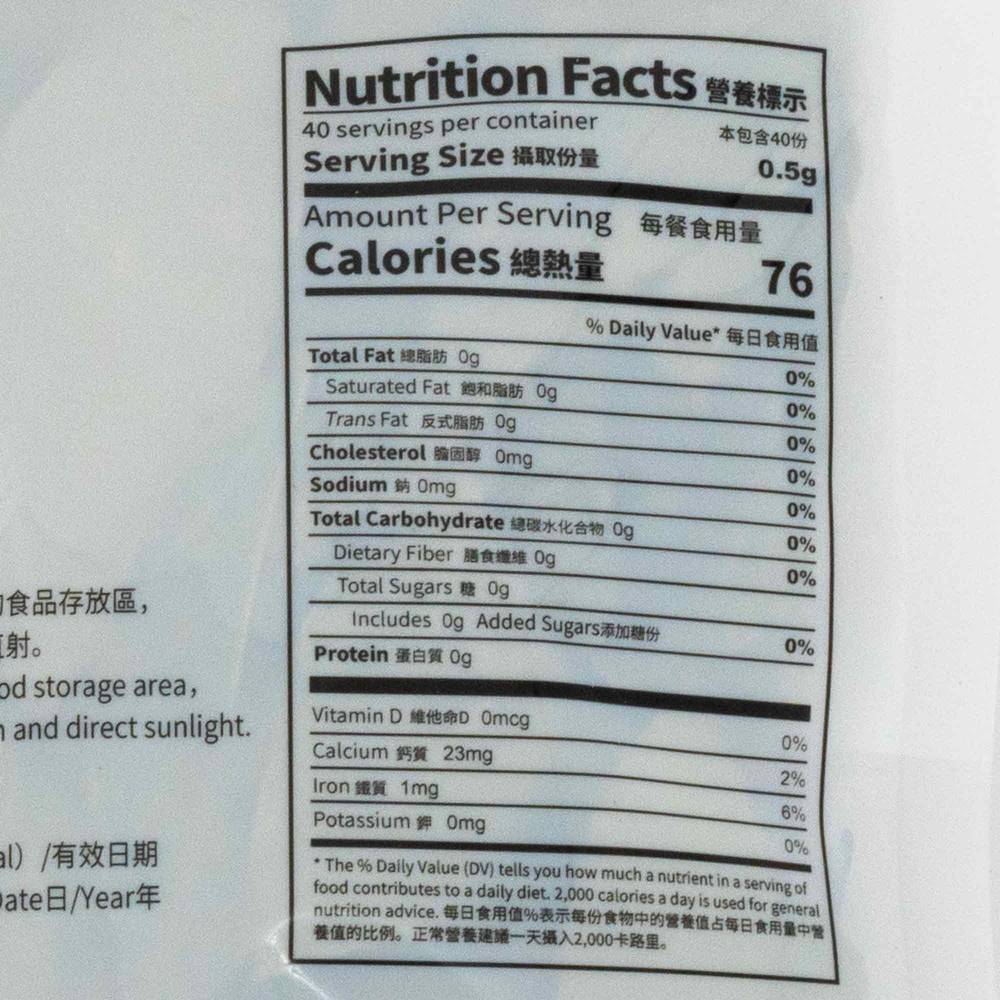 Nutrition Facts 營養標示
40 servings per container 本包含40份
Serving Size 攝取份量 0.5g
Amount Per Serving 每餐食用量
Calories 總熱量 76
% Daily Value* 每日食用值
Total Fat 總脂肪 0g 0%
Saturated Fat 飽和脂肪 0g 0%
Trans Fat 反式脂肪 0g 0%
Cholesterol 膽固醇 0mg 0%
Sodium 鈉 0mg 0%
Total Carbohydrate 總碳水化合物 0g 0%
Dietary Fiber 膳食纖維 0g 0%
Total Sugars 糖 0g
Includes 0g Added Sugars添加糖份 0%
Protein 蛋白質 0g
Vitamin D 維他命D 0mcg 0%
Calcium 鈣質 23mg 2%
Iron 鐵質 1mg 6%
Potassium 鉀 0mg 0%
* The % Daily Value (DV) tells you how much a nutrient in a serving of
food contributes to a daily diet. 2,000 calories a day is used for general
nutrition advice. 每日食用值%表示每份食物中的營養值占每日食用量中營
養值的比例。正常營養建議一天攝入2,000卡路里。
食品存放區，
射。
od storage area，
and direct sunlight.
al）/有效日期
Date日/Year年